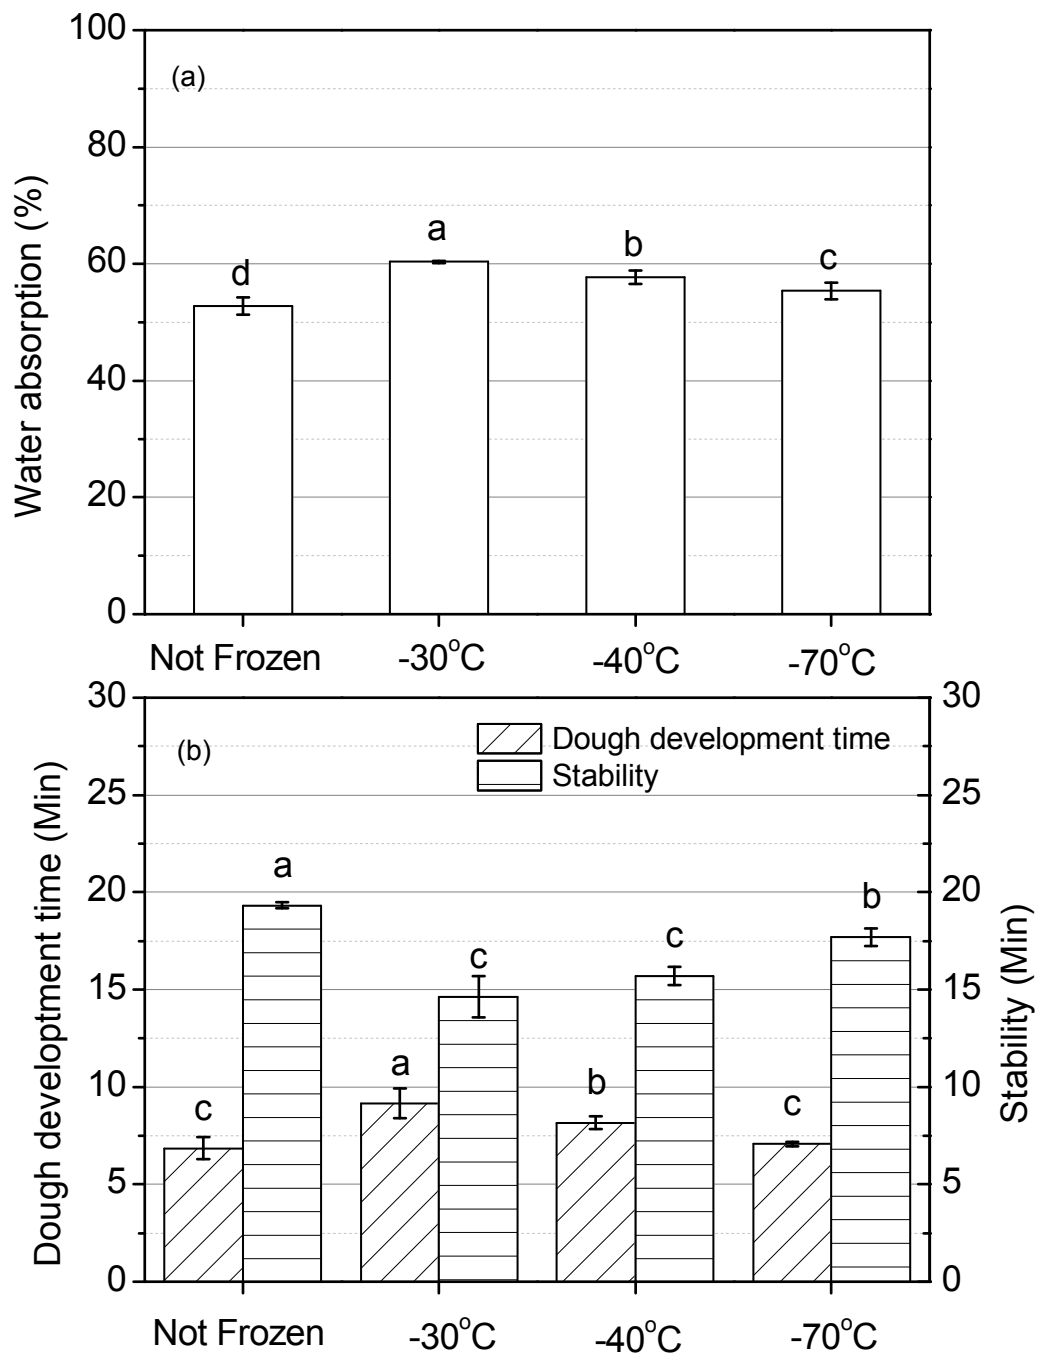 100
(a)
80
60
40
20
0
Water absorption (%)
d
a
b
c
Not Frozen
-30°C
-40°C
-70°C
30
25
20
15
10
5
0
Dough developtment time (Min)
(b)
Dough development time
Stability
c
a
a
c
b
c
c
b
30
25
20
15
10
5
0
Stability (Min)
Not Frozen
-30°C
-40°C
-70°C